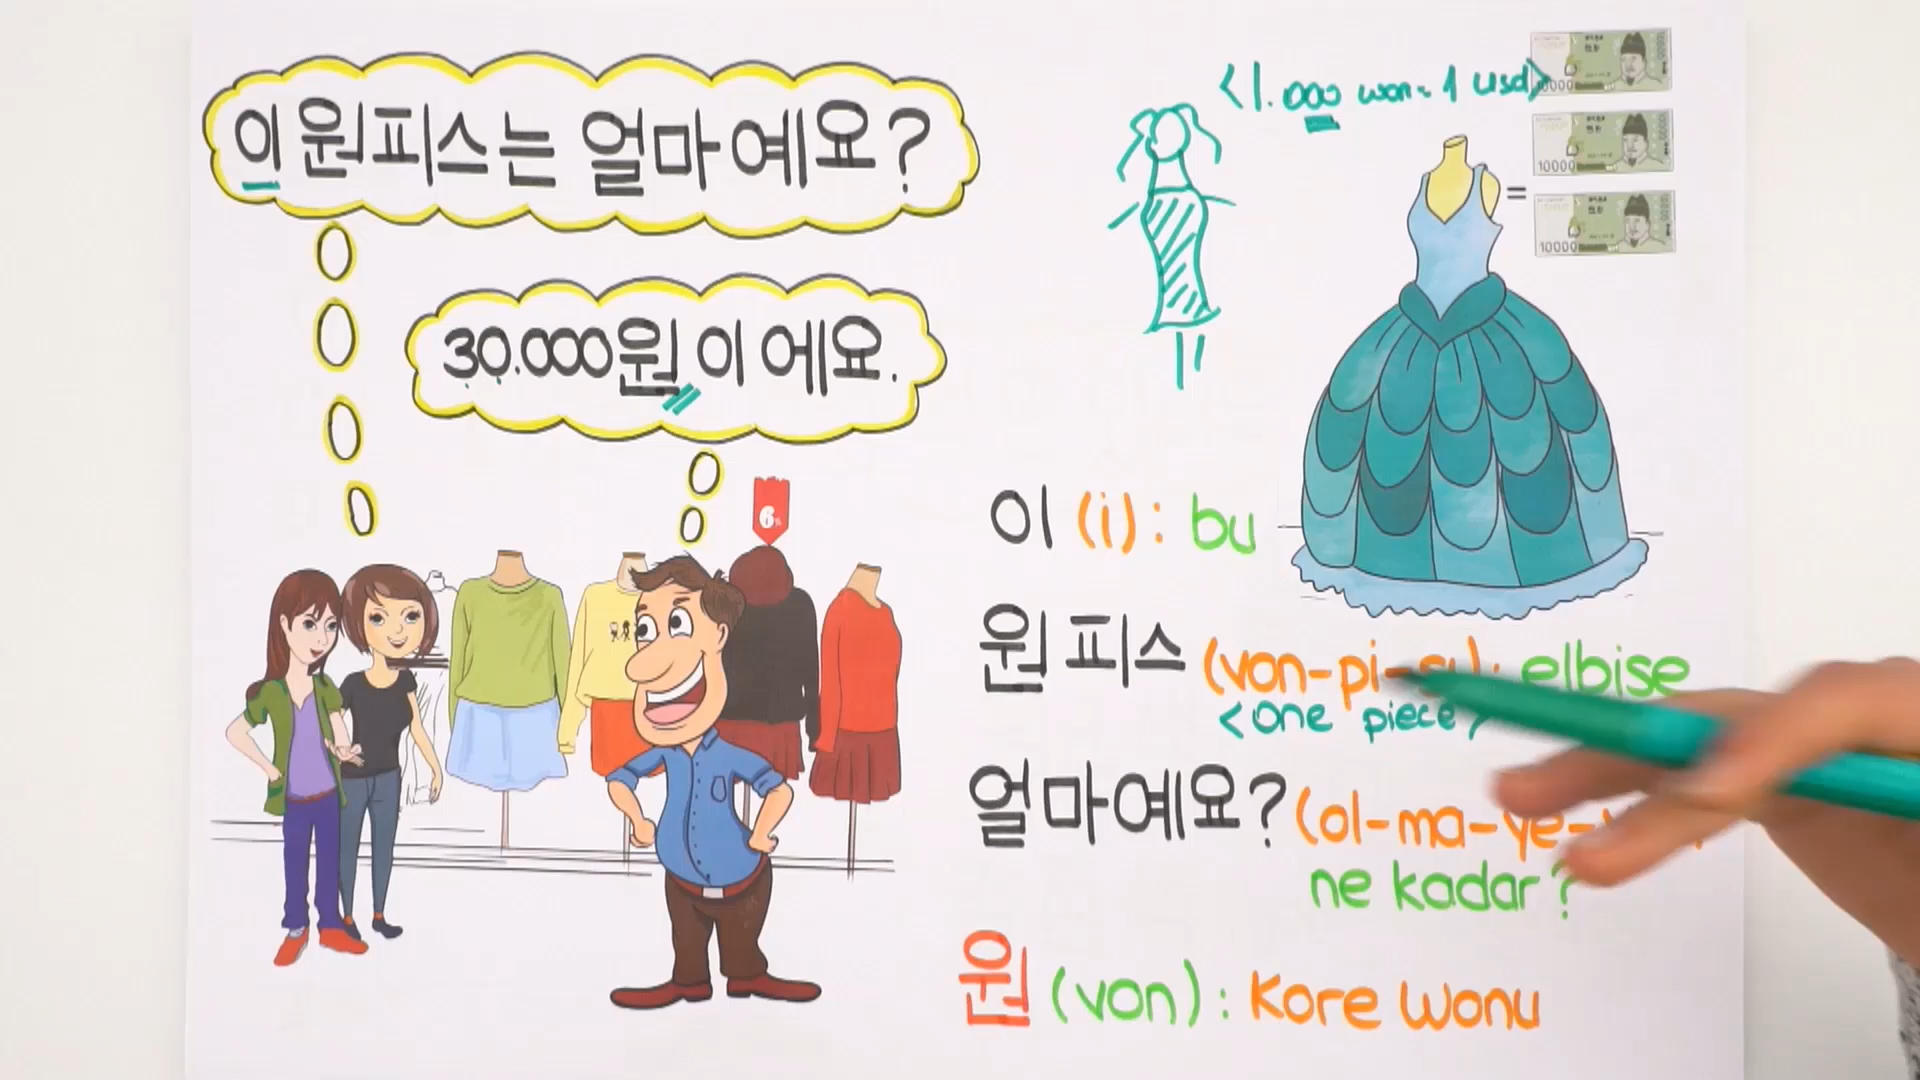 이 원피스는 얼마예요?
30.000원이에요.
6
<1.000 won = 1 usd>
10000
10000
10000
=
이 (i): bu
원피스 (von-pi-su): elbise
<one piece>
얼마예요? (ol-ma-ye-
ne kadar?
원 (von): Kore Wonu